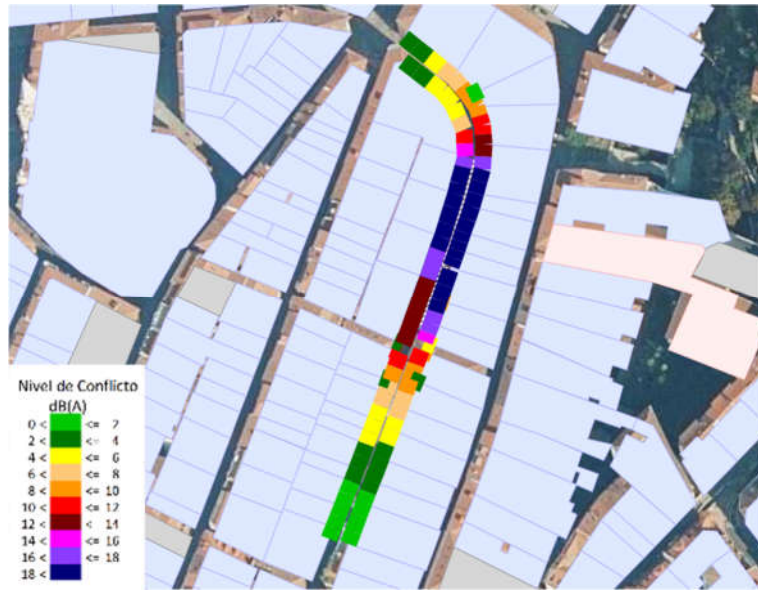 Nivel de Conflicto
dB(A)
0 < <= 2
2 < <= 4
4 < <= 6
6 < <= 8
8 < <= 10
10 < <= 12
12 < < 14
14 < <= 16
16 < <= 18
18 <